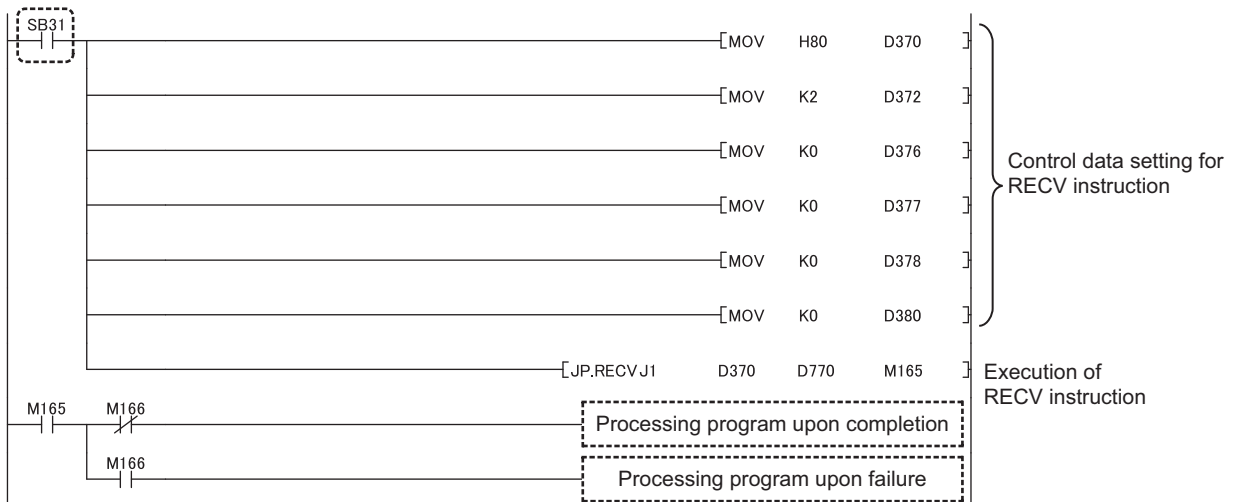 SB31
MOV H80 D370
MOV K2 D372
MOV K0 D376
MOV K0 D377
MOV K0 D378
MOV K0 D380
Control data setting for
RECV instruction
JP.RECV J1 D370 D770 M165
Execution of
RECV instruction
M165 M166
Processing program upon completion
M166
Processing program upon failure